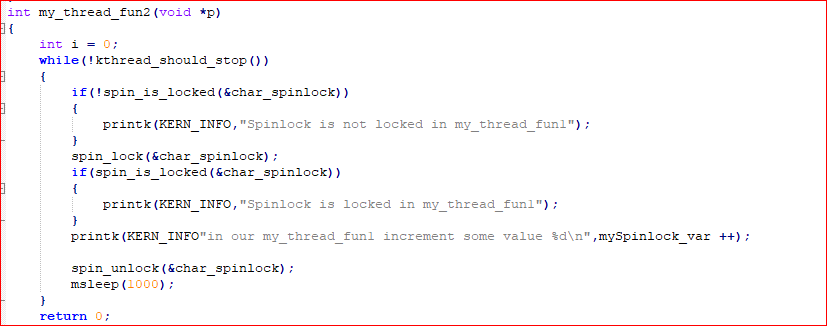 int my_thread_fun2(void *p)
{
int i = 0;
while(!kthread_should_stop())
{
if(!spin_is_locked(&char_spinlock))
{
printk(KERN_INFO,"Spinlock is not locked in my_thread_fun1");
}
spin_lock(&char_spinlock);
if(spin_is_locked(&char_spinlock))
{
printk(KERN_INFO,"Spinlock is locked in my_thread_fun1");
}
printk(KERN_INFO"in our my_thread_fun1 increment some value %d\n",mySpinlock_var ++);
spin_unlock(&char_spinlock);
msleep(1000);
}
return 0;